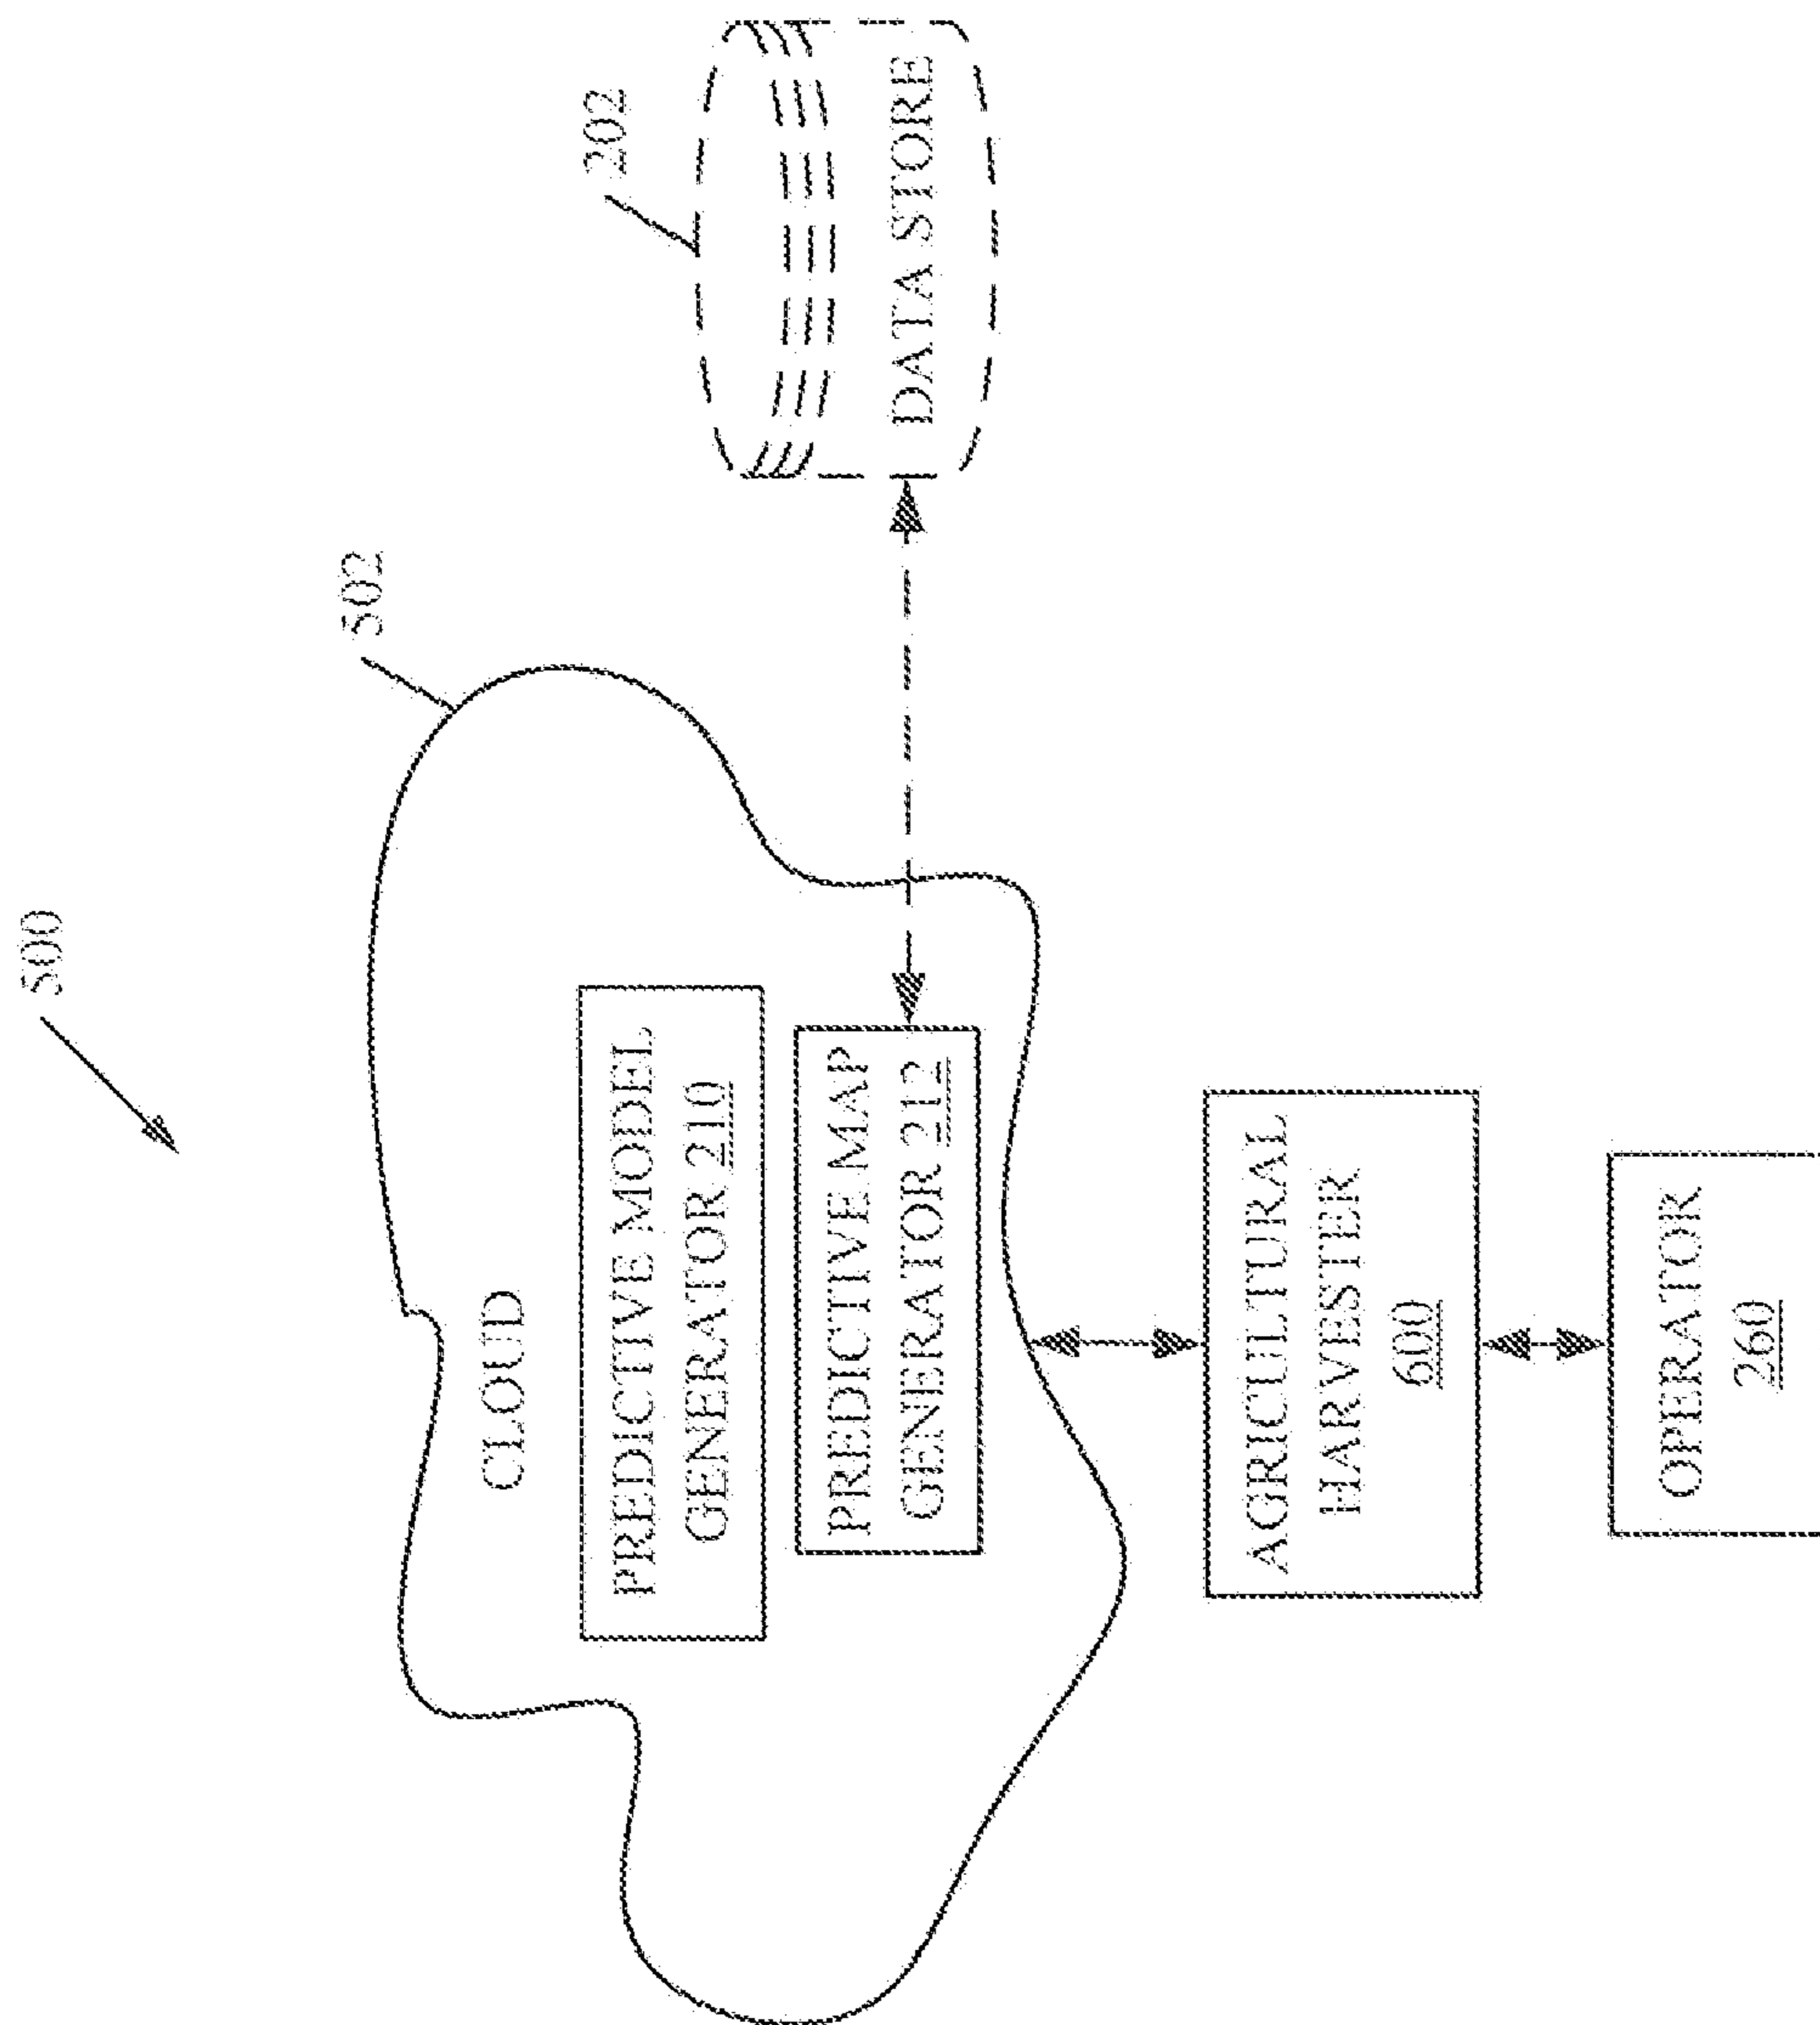 500
502
CLOUD
PREDICTIVE MODEL
GENERATOR 210
PREDICTIVE MAP
GENERATOR 212
202
DATA STORE
AGRICULTURAL
HARVESTER
600
OPERATOR
260